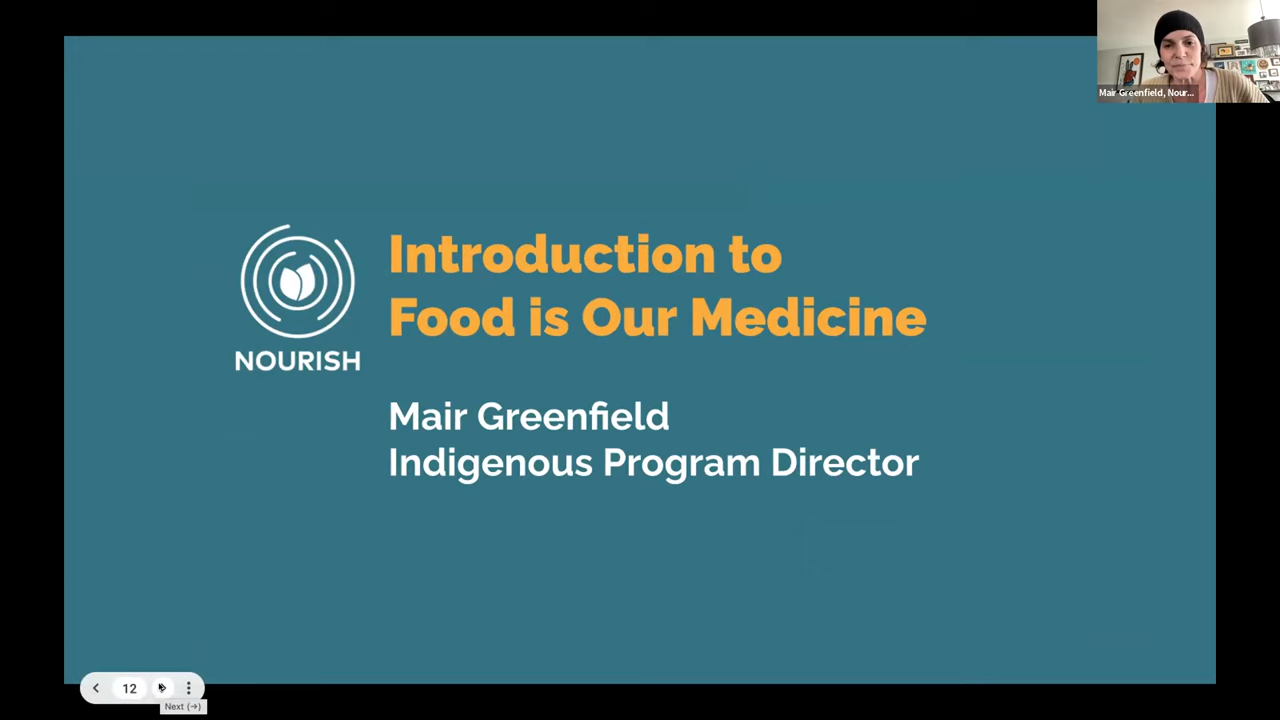 Mair Greenfield, Nour...
Introduction to
Food is Our Medicine
NOURISH
Mair Greenfield
Indigenous Program Director
12
Next (→)